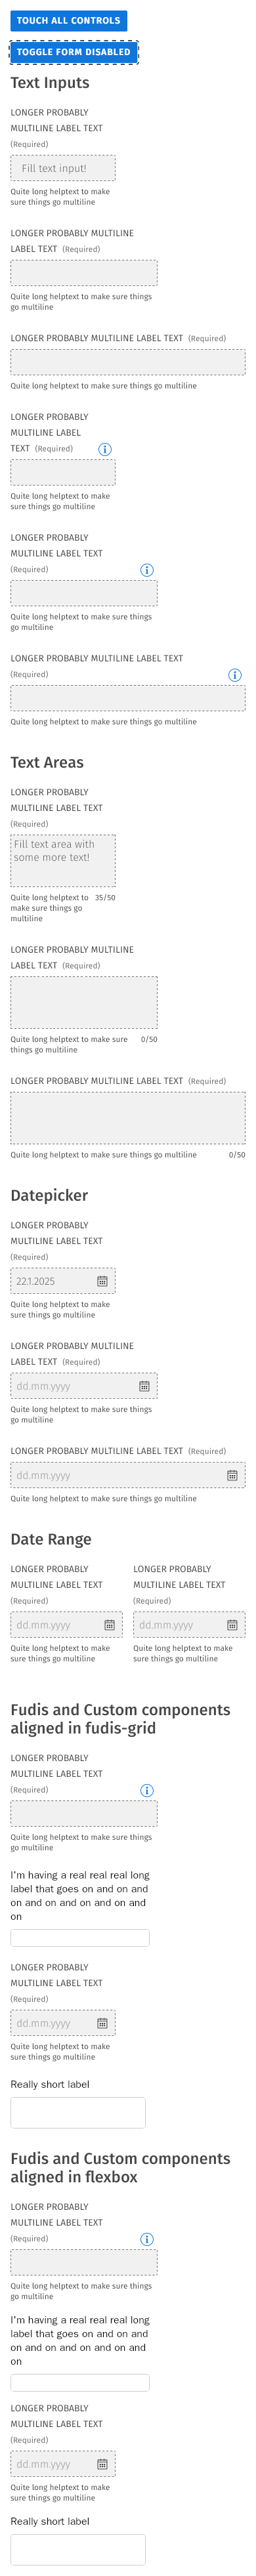 TOUCH ALL CONTROLS
TOGGLE FORM DISABLED
Text Inputs
LONGER PROBABLY
MULTILINE LABEL TEXT
(Required)
Fill text input!
Quite long helptext to make
sure things go multiline
LONGER PROBABLY MULTILINE
LABEL TEXT (Required)
Quite long helptext to make sure things
go multiline
LONGER PROBABLY MULTILINE LABEL TEXT (Required)
Quite long helptext to make sure things go multiline
LONGER PROBABLY
MULTILINE LABEL
TEXT (Required)
Quite long helptext to make
sure things go multiline
LONGER PROBABLY
MULTILINE LABEL TEXT
(Required)
Quite long helptext to make sure things
go multiline
LONGER PROBABLY MULTILINE LABEL TEXT
(Required)
Quite long helptext to make sure things go multiline
Text Areas
LONGER PROBABLY
MULTILINE LABEL TEXT
(Required)
Fill text area with
some more text!
Quite long helptext to 35/50
make sure things go
multiline
LONGER PROBABLY MULTILINE
LABEL TEXT (Required)
Quite long helptext to make sure 0/50
things go multiline
LONGER PROBABLY MULTILINE LABEL TEXT (Required)
Quite long helptext to make sure things go multiline 0/50
Datepicker
LONGER PROBABLY
MULTILINE LABEL TEXT
(Required)
22.1.2025
Quite long helptext to make
sure things go multiline
LONGER PROBABLY MULTILINE
LABEL TEXT (Required)
dd.mm.yyyy
Quite long helptext to make sure things
go multiline
LONGER PROBABLY MULTILINE LABEL TEXT (Required)
dd.mm.yyyy
Quite long helptext to make sure things go multiline
Date Range
LONGER PROBABLY
MULTILINE LABEL TEXT
(Required)
dd.mm.yyyy
Quite long helptext to make
sure things go multiline
LONGER PROBABLY
MULTILINE LABEL TEXT
(Required)
dd.mm.yyyy
Quite long helptext to make
sure things go multiline
Fudis and Custom components
aligned in fudis-grid
LONGER PROBABLY
MULTILINE LABEL TEXT
(Required)
Quite long helptext to make sure things
go multiline
I'm having a real real real long
label that goes on and on and
on and on and on and on and
on
LONGER PROBABLY
MULTILINE LABEL TEXT
(Required)
dd.mm.yyyy
Quite long helptext to make
sure things go multiline
Really short label
Fudis and Custom components
aligned in flexbox
LONGER PROBABLY
MULTILINE LABEL TEXT
(Required)
Quite long helptext to make sure things
go multiline
I'm having a real real real long
label that goes on and on and
on and on and on and on and
on
LONGER PROBABLY
MULTILINE LABEL TEXT
(Required)
dd.mm.yyyy
Quite long helptext to make
sure things go multiline
Really short label